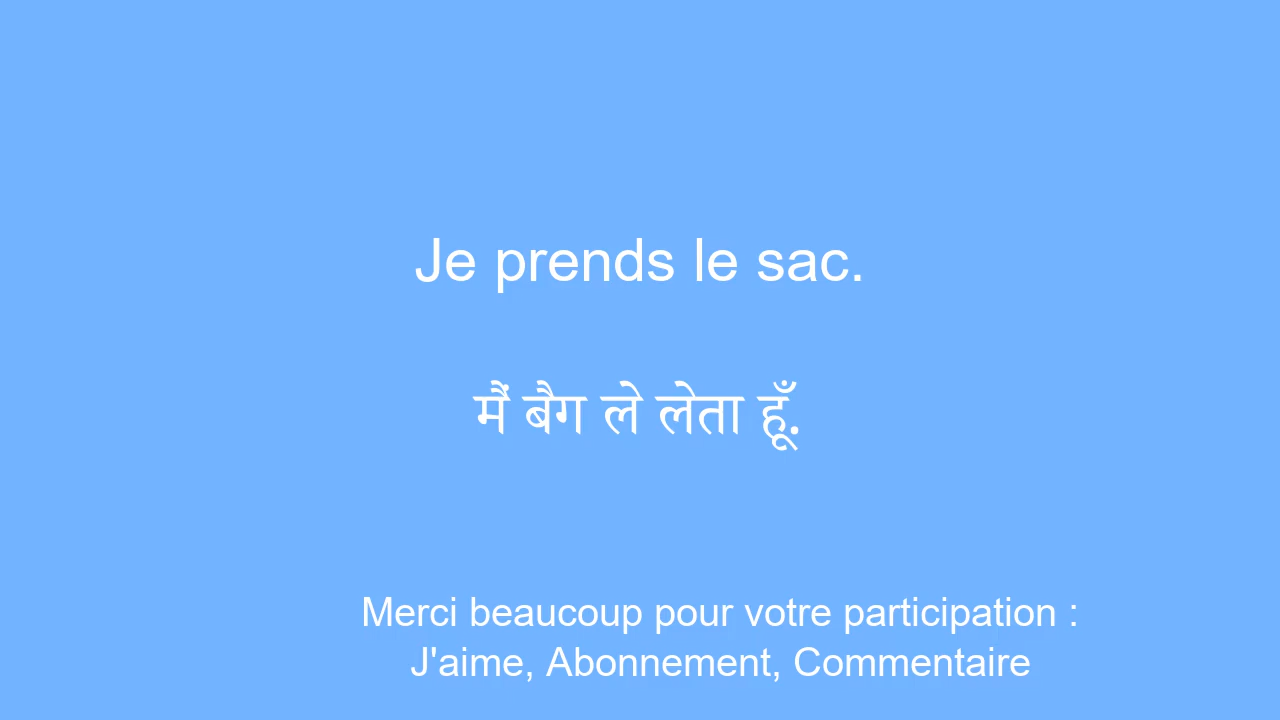 Je prends le sac.
मैं बैग ले लेता हूँ.
Merci beaucoup pour votre participation :
J'aime, Abonnement, Commentaire